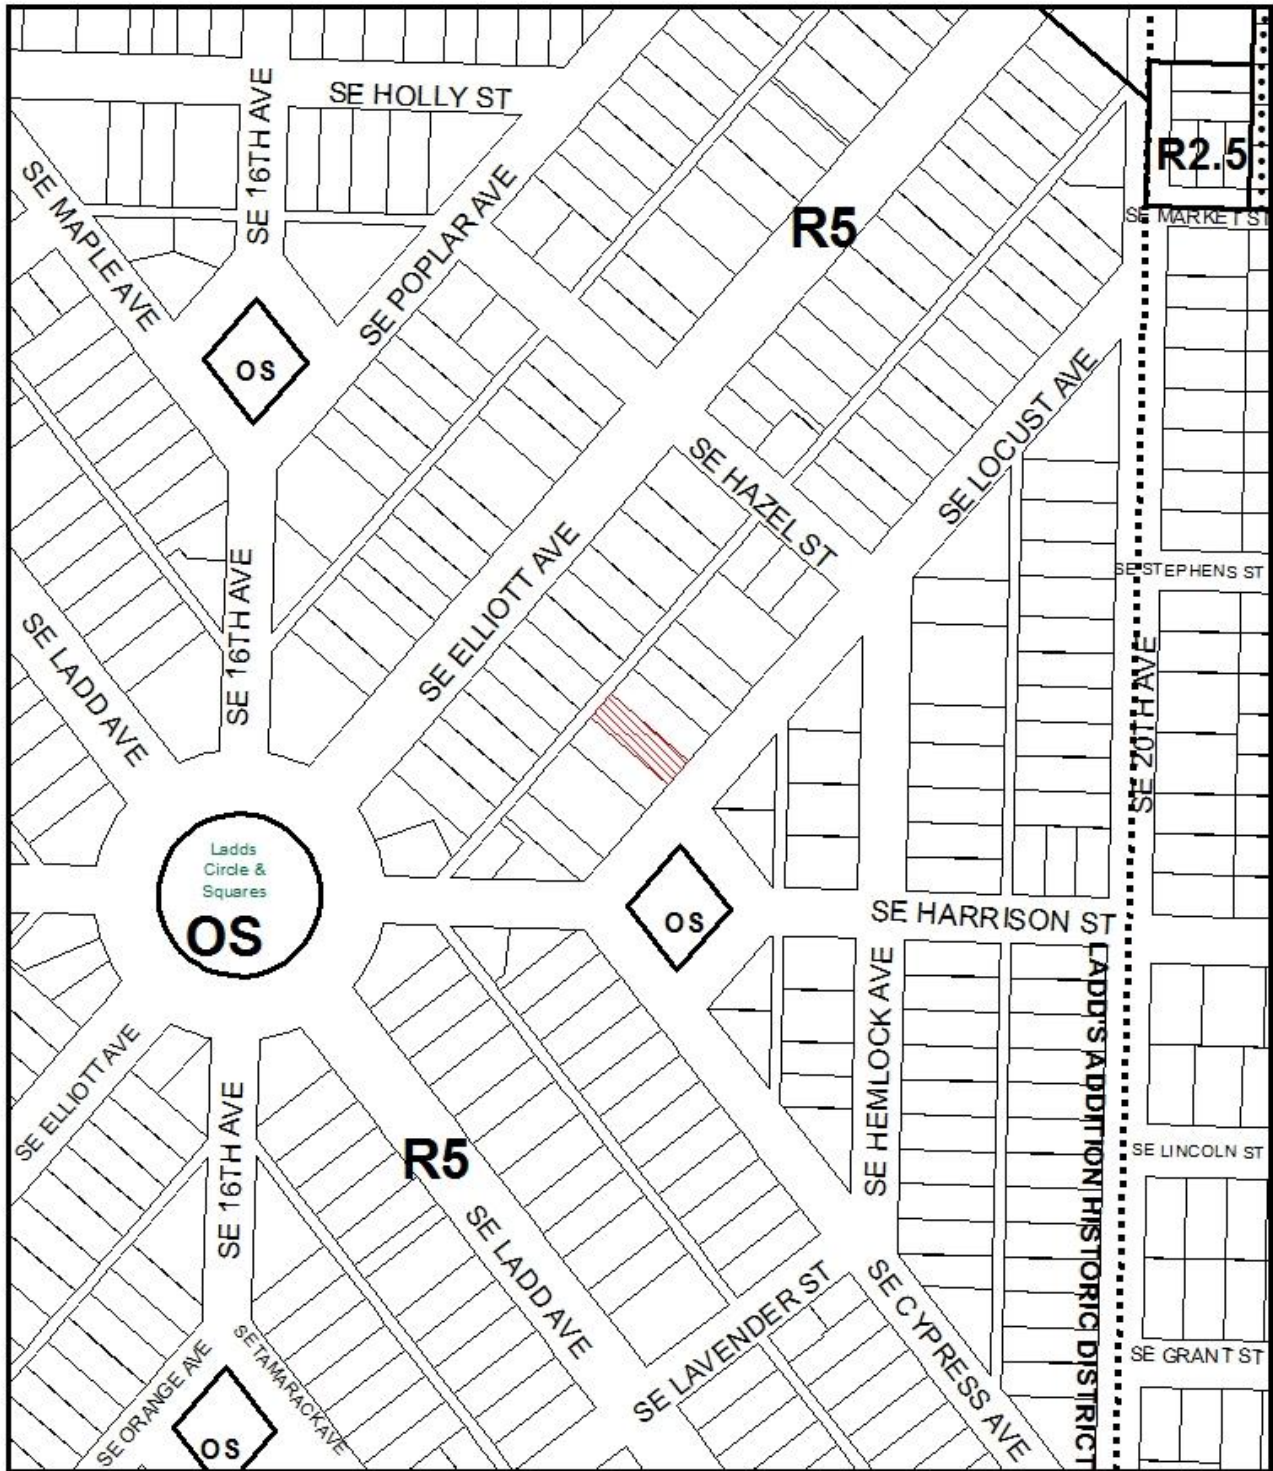 SE HOLLY ST
SE 16TH AVE
R2.5
SE MAPLE AVE
SE POPLAR AVE
R5
SE MARKET ST
OS
SE LOCUST AVE
SE HAZEL ST
SE ELLIOTT AVE
SE STEPHENS ST
SE 16TH AVE
SE LADD AVE
SE 20TH AVE
Ladds
Circle &
Squares
OS
OS
SE HARRISON ST
LADD'S ADDITION HISTORIC DISTRICT
SE HEMLOCK AVE
SE ELLIOTT AVE
SE 16TH AVE
R5
SE LINCOLN ST
SE LADD AVE
SE LAVENDER ST
SE CYPRESS AVE
SE ORANGE AVE
SE TAMARACK AVE
SE GRANT ST
OS